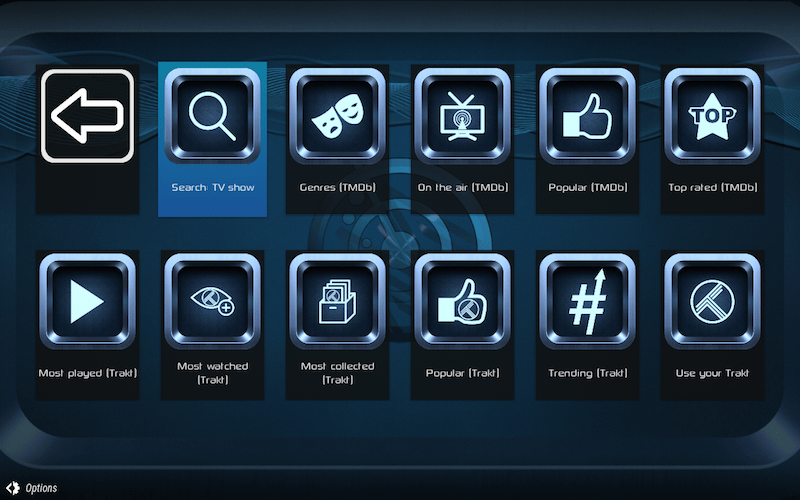 TOP
Search: TV show
Genres (TMDb)
On the air (TMDb)
Popular (TMDb)
Top rated (TMDb)
Most played (Trakt)
Most watched
(Trakt)
Most collected
(Trakt)
Popular (Trakt)
Trending (Trakt)
Use your Trakt
Options